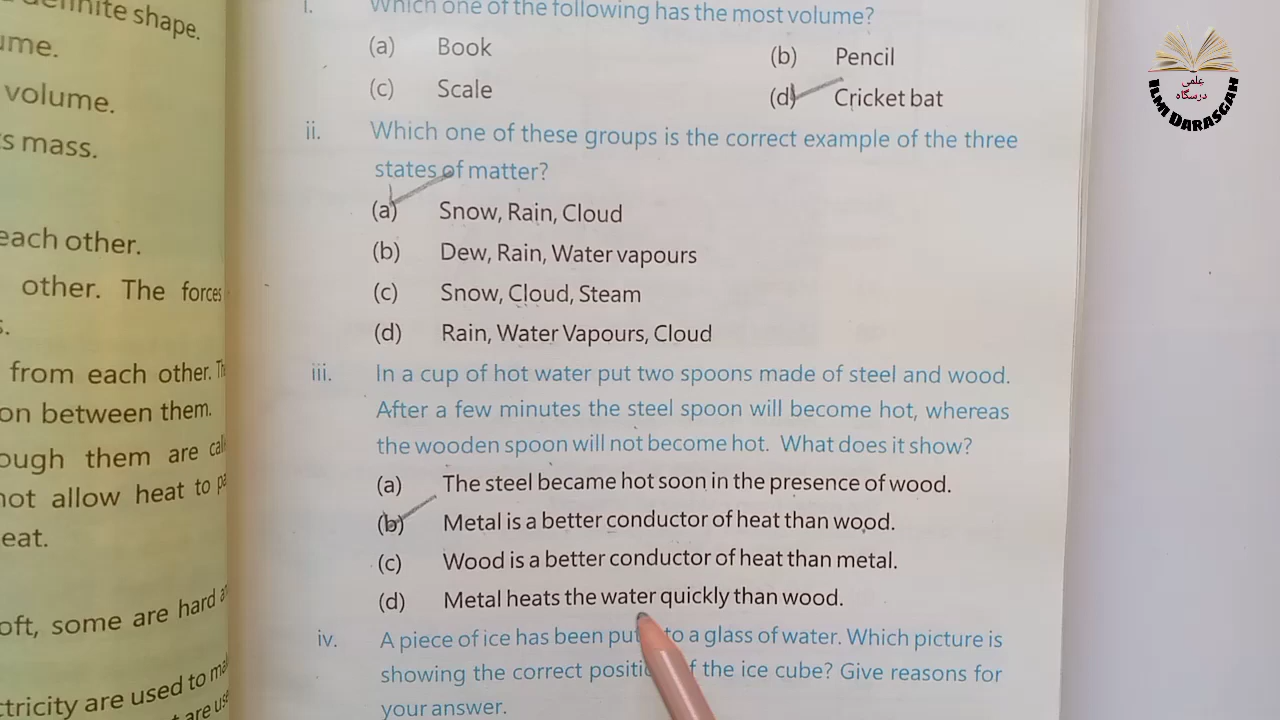 definite shape.
ume.
volume.
s mass.
each other.
other. The forces
s.
from each other.
on between them.
ough them are
not allow heat to
eat.
oft, some are hard
ctricity are used to
are use
i. Which one of the following has the most volume?
(a) Book
(b) Pencil
(c) Scale
(d) Cricket bat
ii. Which one of these groups is the correct example of the three
states of matter?
(a) Snow, Rain, Cloud
(b) Dew, Rain, Water vapours
(c) Snow, Cloud, Steam
(d) Rain, Water Vapours, Cloud
iii. In a cup of hot water put two spoons made of steel and wood.
After a few minutes the steel spoon will become hot, whereas
the wooden spoon will not become hot. What does it show?
(a) The steel became hot soon in the presence of wood.
(b) Metal is a better conductor of heat than wood.
(c) Wood is a better conductor of heat than metal.
(d) Metal heats the water quickly than wood.
iv. A piece of ice has been put to a glass of water. Which picture is
showing the correct positi f the ice cube? Give reasons for
your answer.
علمی
درسگاہ
ILMI DARASGAH